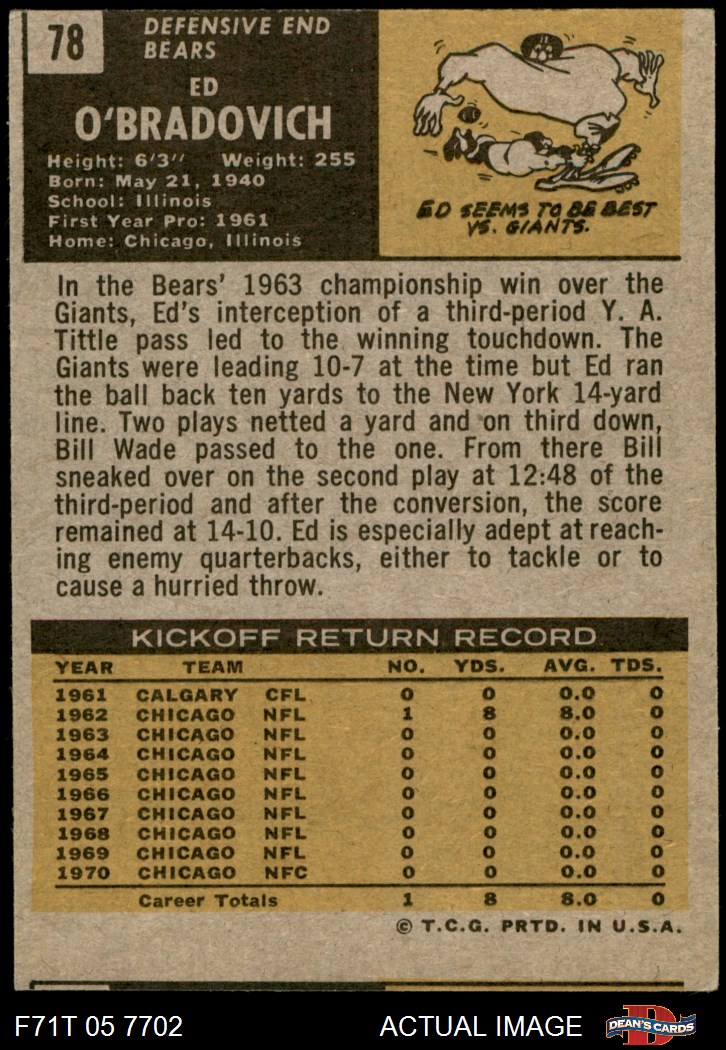 78
DEFENSIVE END
BEARS
ED
O'BRADOVICH
Height: 6'3" Weight: 255
Born: May 21, 1940
School: Illinois
First Year Pro: 1961
Home: Chicago, Illinois
ED SEEMS TO BE BEST
VS. GIANTS.
In the Bears' 1963 championship win over the
Giants, Ed's interception of a third-period Y. A.
Tittle pass led to the winning touchdown. The
Giants were leading 10-7 at the time but Ed ran
the ball back ten yards to the New York 14-yard
line. Two plays netted a yard and on third down,
Bill Wade passed to the one. From there Bill
sneaked over on the second play at 12:48 of the
third-period and after the conversion, the score
remained at 14-10. Ed is especially adept at reach-
ing enemy quarterbacks, either to tackle or to
cause a hurried throw.
KICKOFF RETURN RECORD
YEAR TEAM NO. YDS. AVG. TDS.
1961 CALGARY CFL 0 0 0.0 0
1962 CHICAGO NFL 1 8 8.0 0
1963 CHICAGO NFL 0 0 0.0 0
1964 CHICAGO NFL 0 0 0.0 0
1965 CHICAGO NFL 0 0 0.0 0
1966 CHICAGO NFL 0 0 0.0 0
1967 CHICAGO NFL 0 0 0.0 0
1968 CHICAGO NFL 0 0 0.0 0
1969 CHICAGO NFL 0 0 0.0 0
1970 CHICAGO NFC 0 0 0.0 0
Career Totals 1 8 8.0 0
© T.C.G. PRTD. IN U.S.A.
F71T 05 7702 ACTUAL IMAGE D DEAN'S CARDS